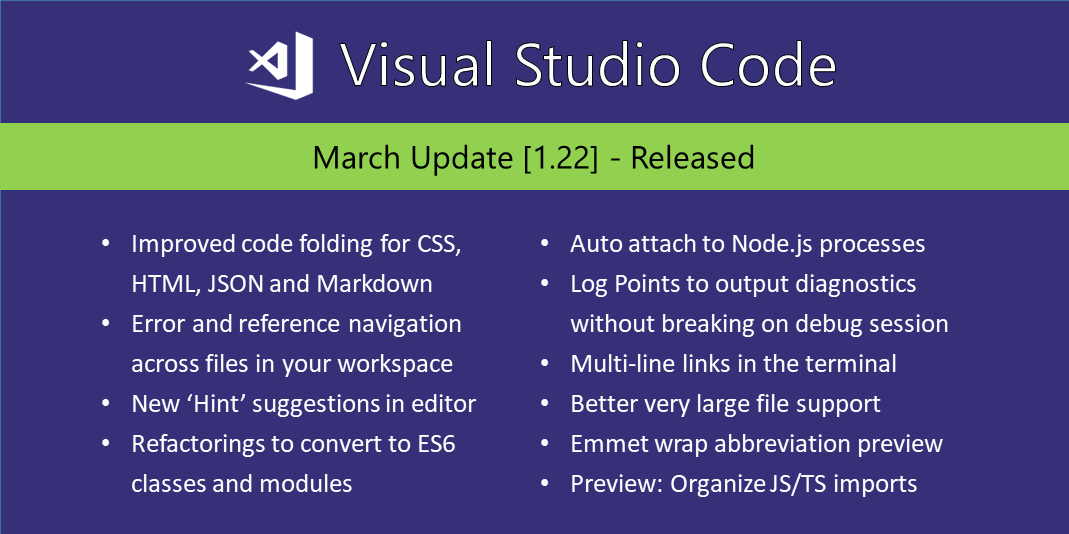 Visual Studio Code
March Update [1.22] - Released
• Improved code folding for CSS,
HTML, JSON and Markdown
• Error and reference navigation
across files in your workspace
• New ‘Hint’ suggestions in editor
• Refactorings to convert to ES6
classes and modules
• Auto attach to Node.js processes
• Log Points to output diagnostics
without breaking on debug session
• Multi-line links in the terminal
• Better very large file support
• Emmet wrap abbreviation preview
• Preview: Organize JS/TS imports